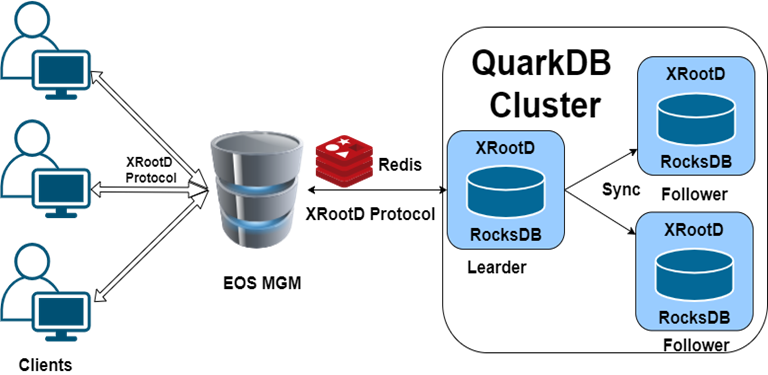 QuarkDB
Cluster
XRootD
Protocol
Redis
XRootD Protocol
EOS MGM
Clients
XRootD
RocksDB
Learder
Sync
XRootD
RocksDB
Follower
XRootD
RocksDB
Follower